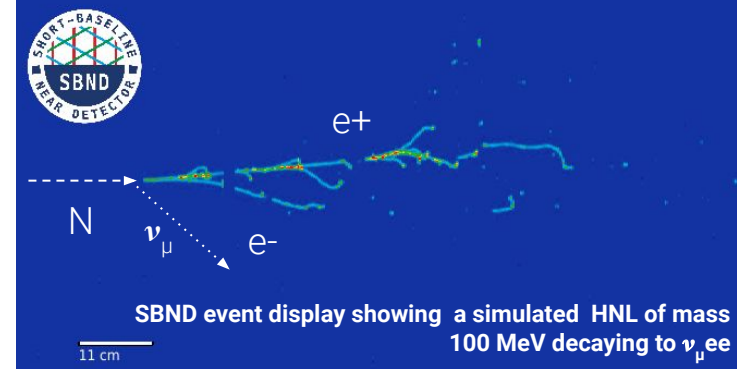 SHORT-BASELINE
SBND
NEAR DETECTOR
e+
N
νμ
e-
SBND event display showing a simulated HNL of mass
100 MeV decaying to νμee
11 cm